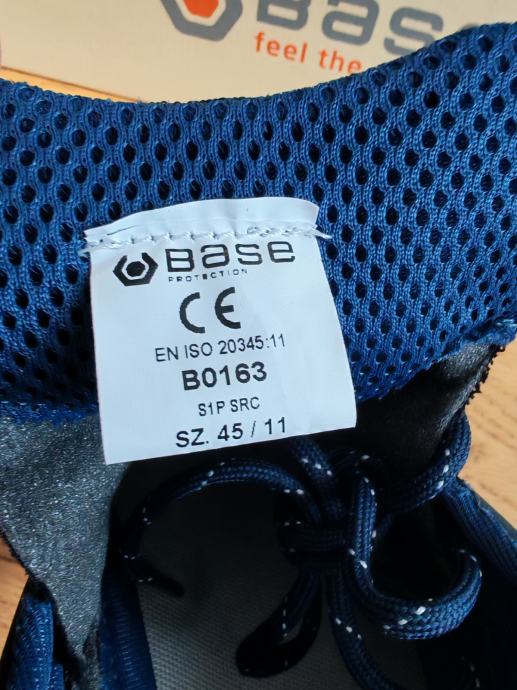 Base
feel the
Base
PROTECTION
CE
EN ISO 20345:11
B0163
S1P SRC
SZ. 45 / 11